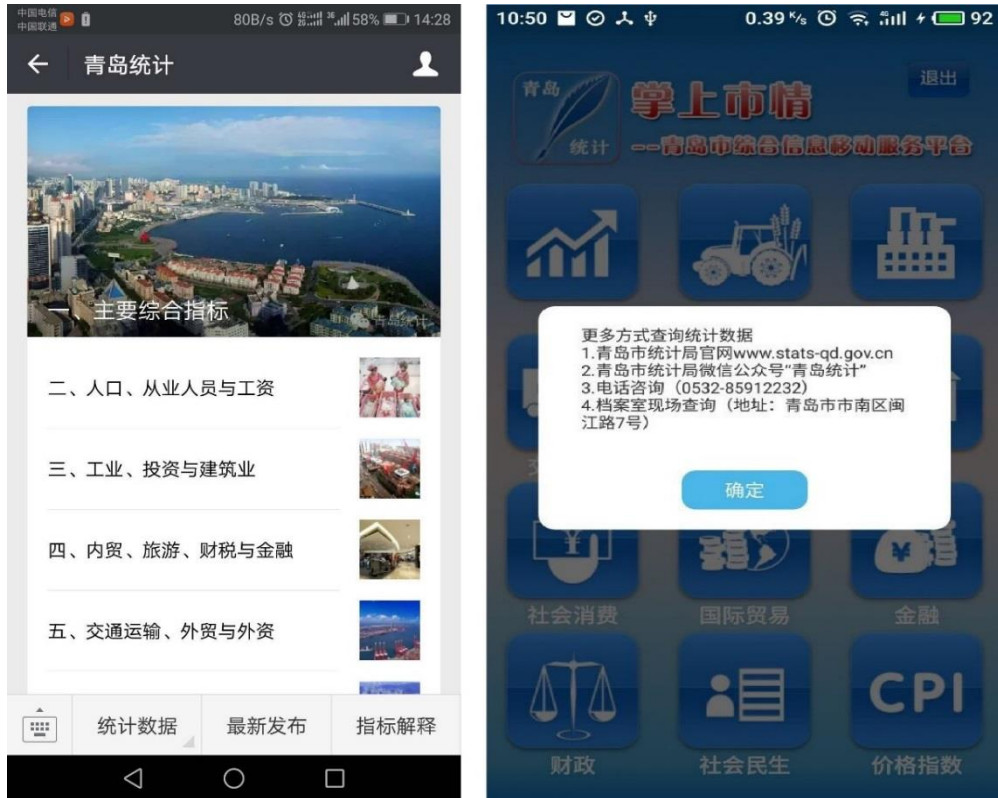 中国电信
中国联通
80B/s
58%
14:28
青岛统计
一、主要综合指标
青岛统计
二、人口、从业人员与工资
三、工业、投资与建筑业
四、内贸、旅游、财税与金融
五、交通运输、外贸与外资
统计数据
最新发布
指标解释
10:50
0.39 K/s
92
青岛
统计
掌上市情
退出
--青岛市综合信息移动服务平台
更多方式查询统计数据
1.青岛市统计局官网www.stats-qd.gov.cn
2.青岛市统计局微信公众号“青岛统计”
3.电话咨询（0532-85912232）
4.档案室现场查询（地址：青岛市市南区闽
江路7号）
确定
社会消费
国际贸易
金融
CPI
财政
社会民生
价格指数